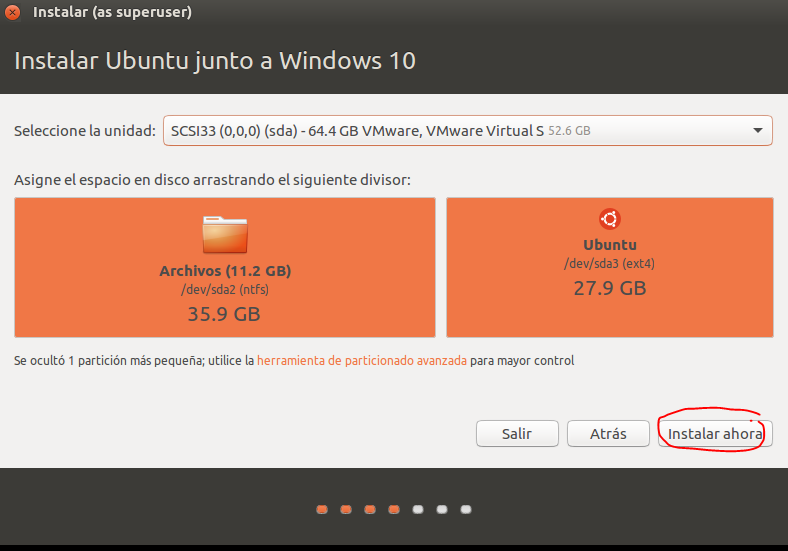 Instalar (as superuser)
Instalar Ubuntu junto a Windows 10
Seleccione la unidad: SCSI33 (0,0,0) (sda) - 64.4 GB VMware, VMware Virtual S 52.6 GB
Asigne el espacio en disco arrastrando el siguiente divisor:
Archivos (11.2 GB)
/dev/sda2 (ntfs)
35.9 GB
Ubuntu
/dev/sda3 (ext4)
27.9 GB
Se ocultó 1 partición más pequeña; utilice la herramienta de particionado avanzada para mayor control
Salir Atrás Instalar ahora